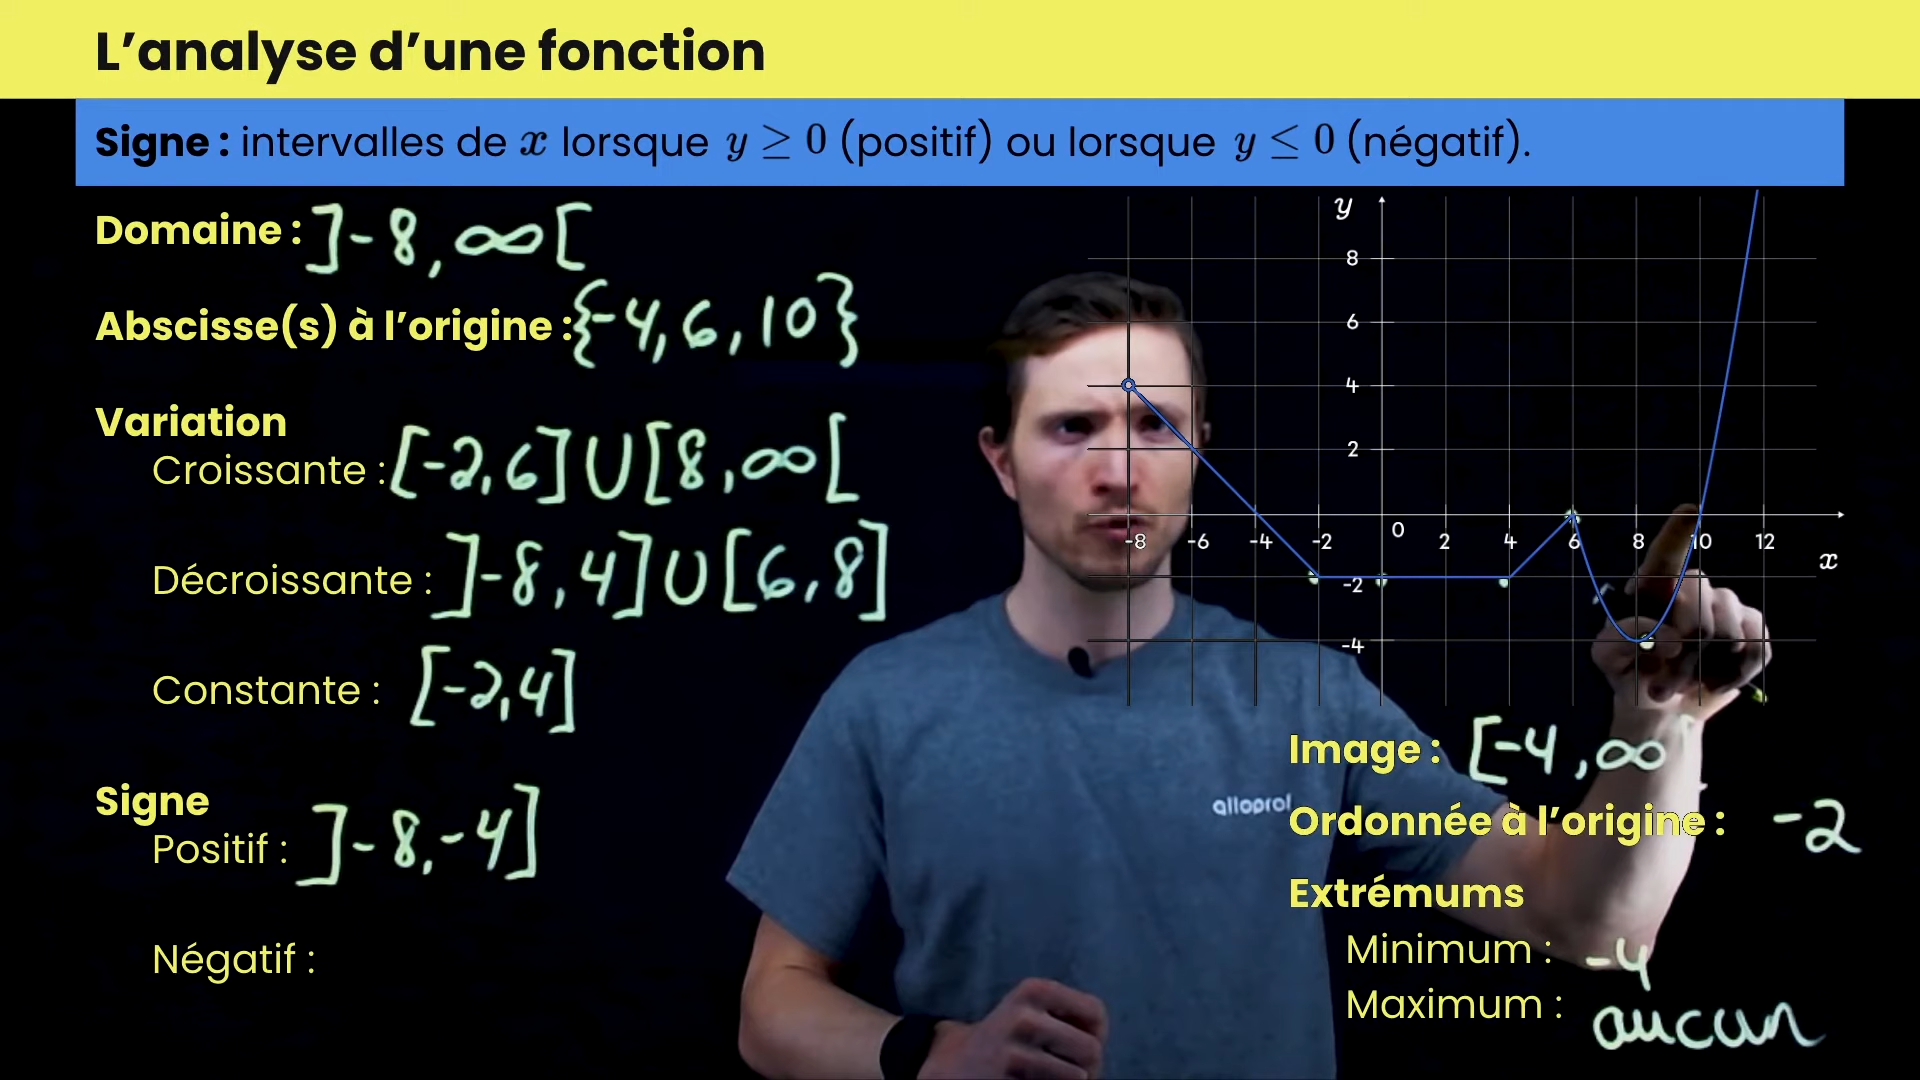 L’analyse d’une fonction
Signe : intervalles de x lorsque y ≥ 0 (positif) ou lorsque y ≤ 0 (négatif).
Domaine : ]-8, ∞[
Abscisse(s) à l’origine : {-4, 6, 10}
Variation
Croissante : [-2, 6] U [8, ∞[
Décroissante : ]-8, 4] U [6, 8]
Constante : [-2, 4]
Signe
Positif : ]-8, -4]
Négatif :
y
8
6
4
2
0
-8 -6 -4 -2 2 4 6 8 10 12
x
-2
-4
alloprof
Image : [-4, ∞
Ordonnée à l’origine : -2
Extrémums
Minimum : -4
Maximum : aucun